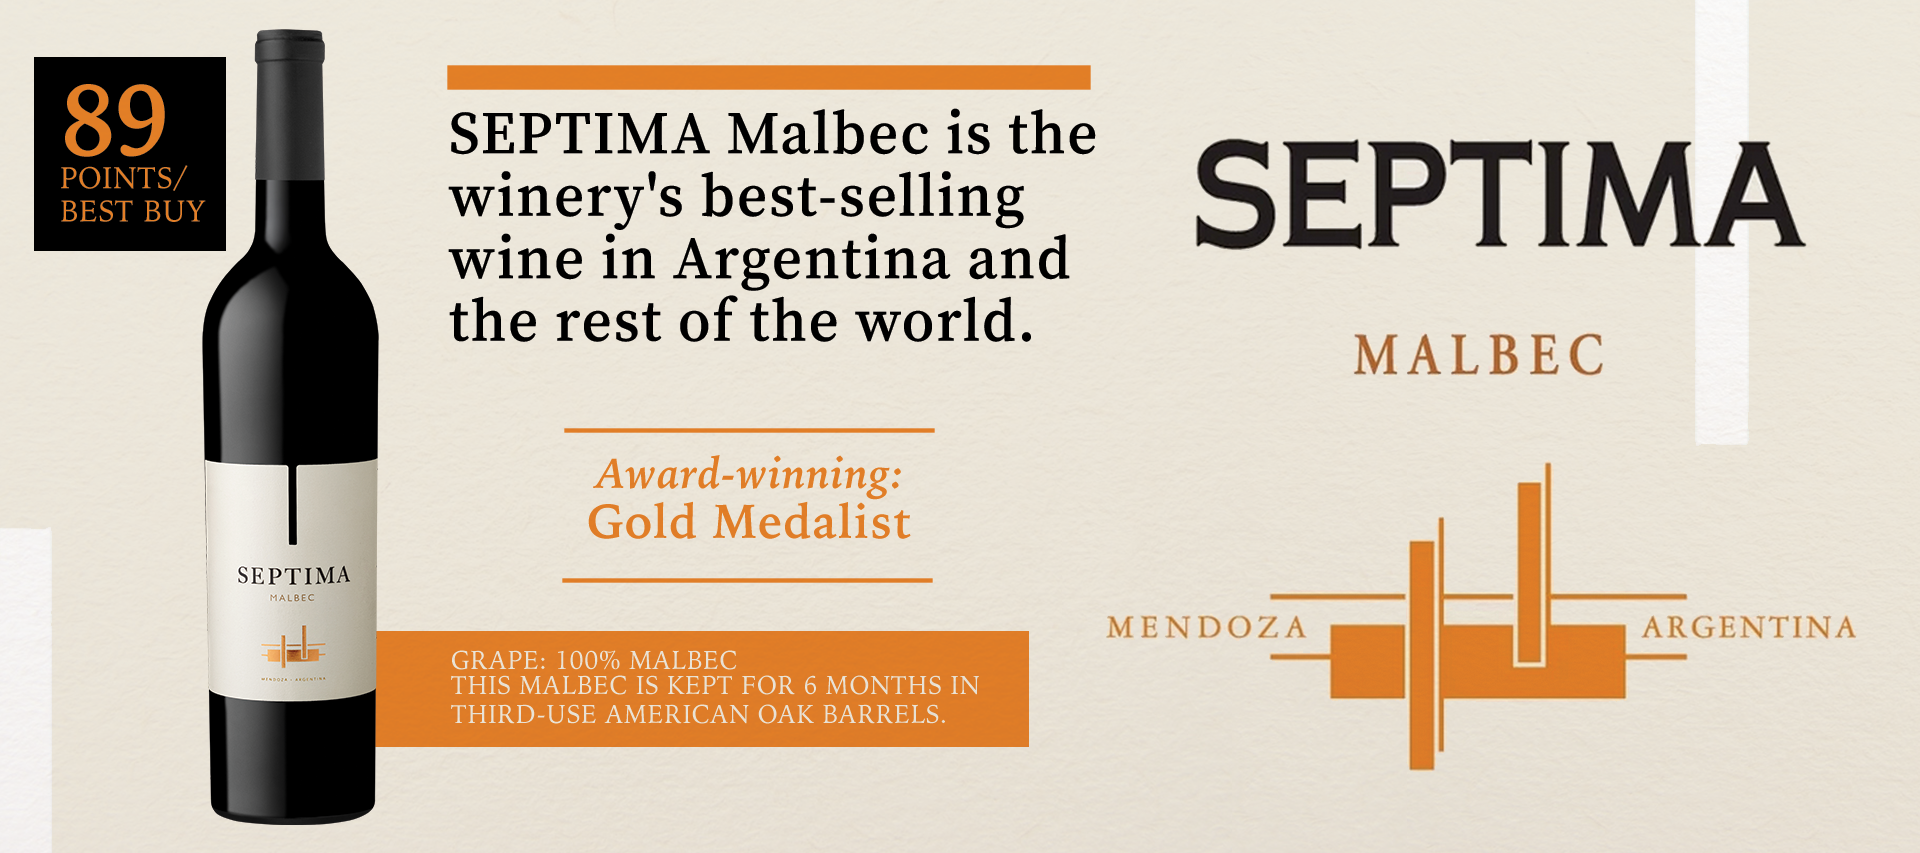 89
POINTS/
BEST BUY
SEPTIMA Malbec is the
winery's best-selling
wine in Argentina and
the rest of the world.
Award-winning:
Gold Medalist
GRAPE: 100% MALBEC
THIS MALBEC IS KEPT FOR 6 MONTHS IN
THIRD-USE AMERICAN OAK BARRELS.
SEPTIMA
MALBEC
MENDOZA - ARGENTINA
SEPTIMA
MALBEC
MENDOZA ARGENTINA